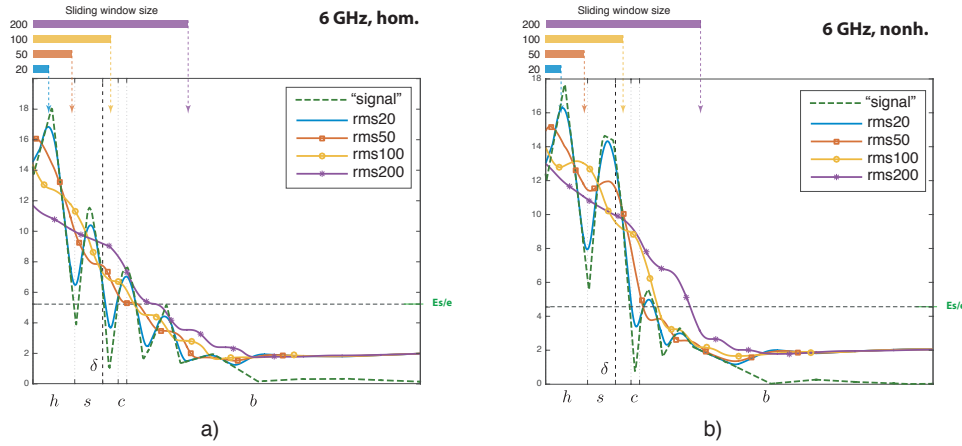 Sliding window size
200
100
50
20
6 GHz, hom.
18
16
14
12
10
8
6
4
2
0
"signal"
rms20
rms50
rms100
rms200
Es/e
δ
h s c b
a)
Sliding window size
200
100
50
20
6 GHz, nonh.
18
16
14
12
10
8
6
4
2
0
"signal"
rms20
rms50
rms100
rms200
Es/e
δ
h s c b
b)